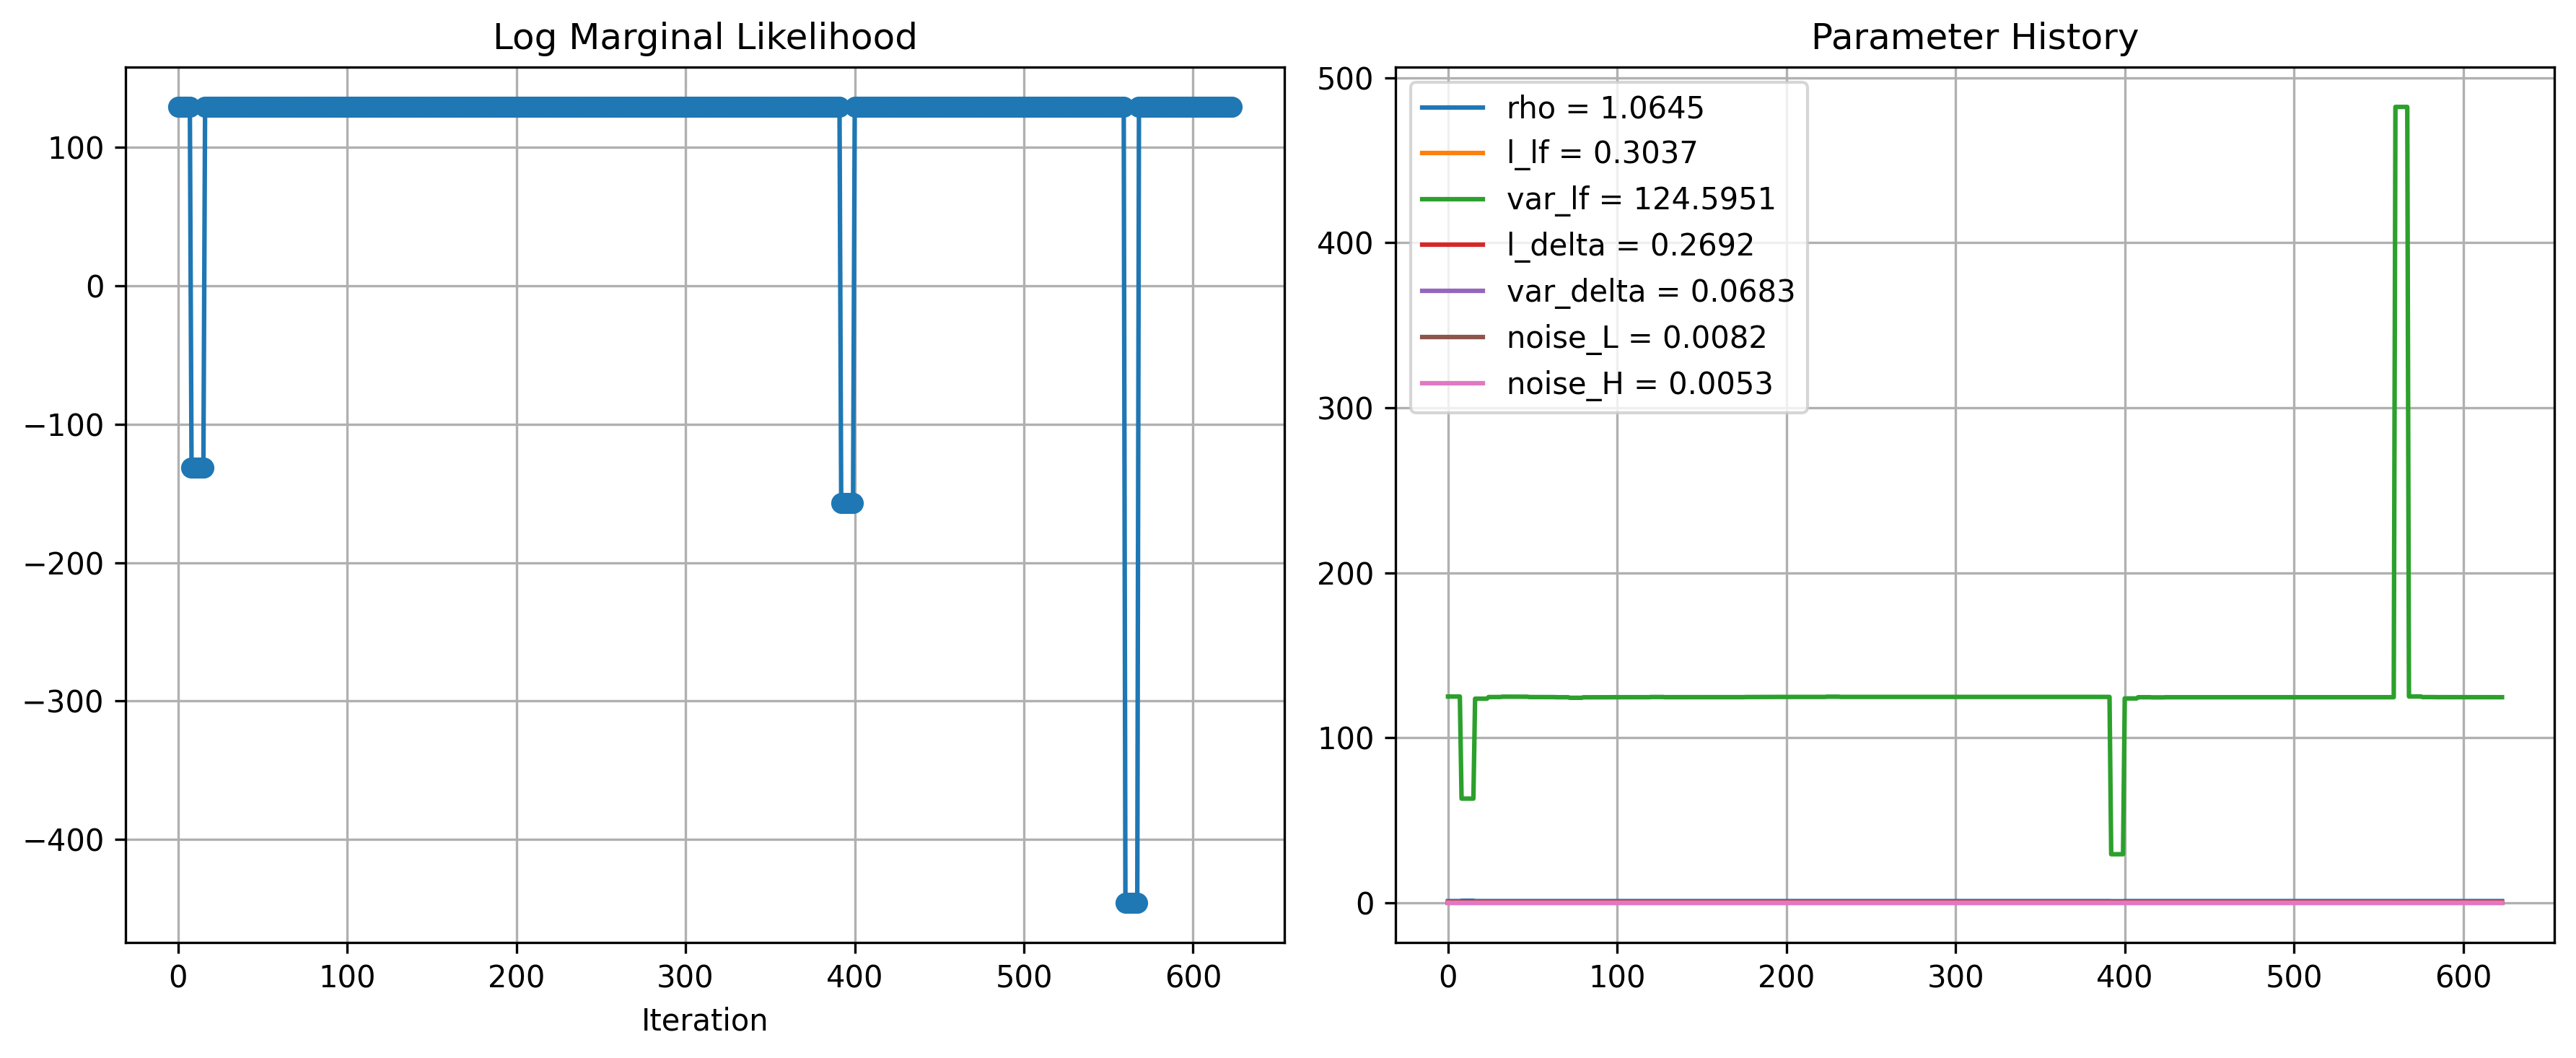 Log Marginal Likelihood
100
0
−100
−200
−300
−400
0 100 200 300 400 500 600
Iteration
Parameter History
500
400
300
200
100
0
rho = 1.0645
l_lf = 0.3037
var_lf = 124.5951
l_delta = 0.2692
var_delta = 0.0683
noise_L = 0.0082
noise_H = 0.0053
0 100 200 300 400 500 600